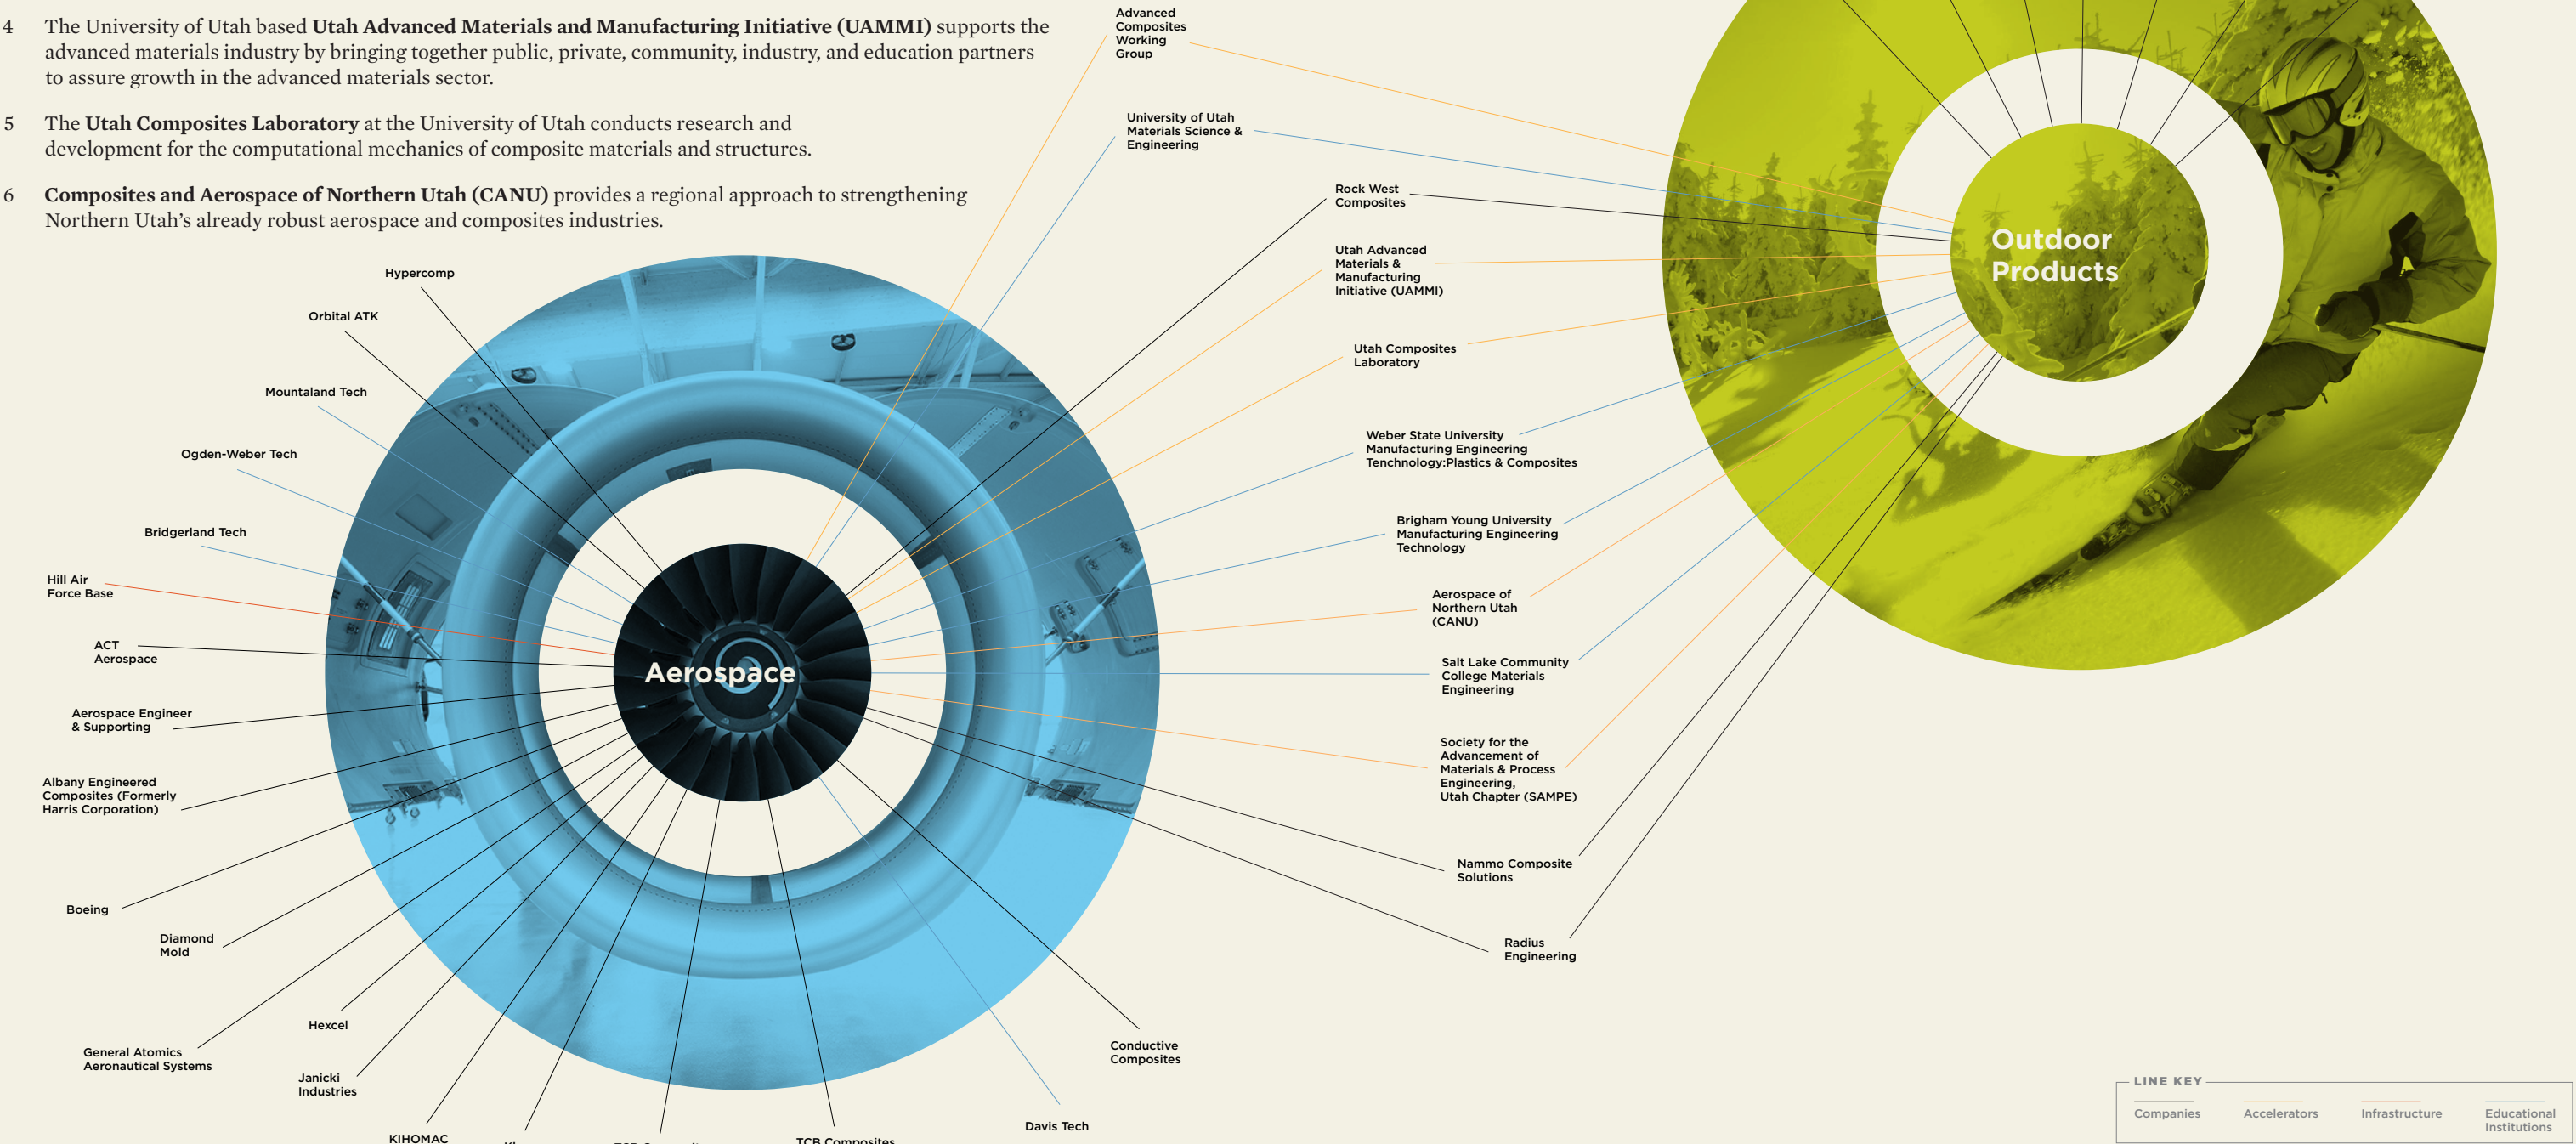 4 The University of Utah based Utah Advanced Materials and Manufacturing Initiative (UAMMI) supports the
advanced materials industry by bringing together public, private, community, industry, and education partners
to assure growth in the advanced materials sector.
5 The Utah Composites Laboratory at the University of Utah conducts research and
development for the computational mechanics of composite materials and structures.
6 Composites and Aerospace of Northern Utah (CANU) provides a regional approach to strengthening
Northern Utah's already robust aerospace and composites industries.
Advanced
Composites
Working
Group
University of Utah
Materials Science &
Engineering
Rock West
Composites
Utah Advanced
Materials &
Manufacturing
Initiative (UAMMI)
Utah Composites
Laboratory
Weber State University
Manufacturing Engineering
Tenchnology:Plastics & Composites
Brigham Young University
Manufacturing Engineering
Technology
Aerospace of
Northern Utah
(CANU)
Salt Lake Community
College Materials
Engineering
Society for the
Advancement of
Materials & Process
Engineering,
Utah Chapter (SAMPE)
Nammo Composite
Solutions
Radius
Engineering
Outdoor
Products
Hypercomp
Orbital ATK
Mountaland Tech
Ogden-Weber Tech
Bridgerland Tech
Hill Air
Force Base
ACT
Aerospace
Aerospace Engineer
& Supporting
Albany Engineered
Composites (Formerly
Harris Corporation)
Boeing
Diamond
Mold
Hexcel
General Atomics
Aeronautical Systems
Janicki
Industries
KIHOMAC
TCB Composites
Davis Tech
Conductive
Composites
Aerospace
LINE KEY
Companies
Accelerators
Infrastructure
Educational
Institutions